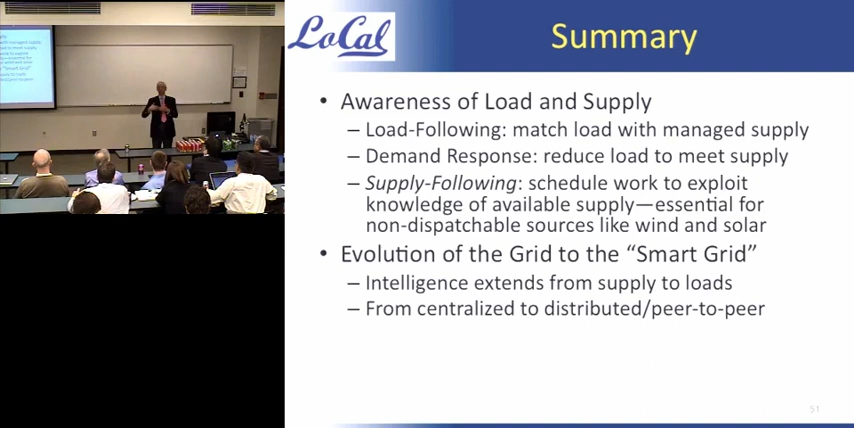 LoCal
Summary
• Awareness of Load and Supply
– Load-Following: match load with managed supply
– Demand Response: reduce load to meet supply
– Supply-Following: schedule work to exploit
knowledge of available supply—essential for
non-dispatchable sources like wind and solar
• Evolution of the Grid to the “Smart Grid”
– Intelligence extends from supply to loads
– From centralized to distributed/peer-to-peer
51